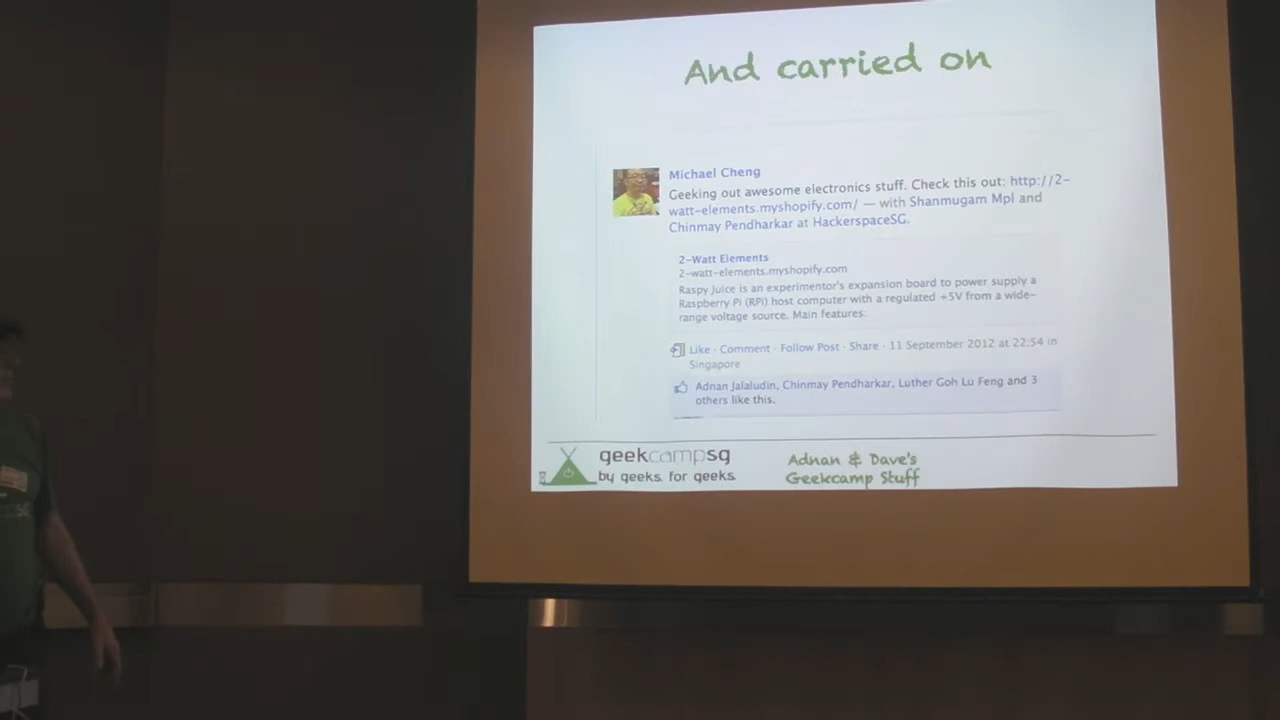 And carried on
Michael Cheng
Geeking out awesome electronics stuff. Check this out: http://2-
watt-elements.myshopify.com/ — with Shanmugam Mpl and
Chinmay Pendharkar at HackerspaceSG.
2-Watt Elements
2-watt-elements.myshopify.com
Raspy Juice is an experimentor's expansion board to power supply a
Raspberry Pi (RPi) host computer with a regulated +5V from a wide-
range voltage source. Main features:
Like · Comment · Follow Post · Share · 11 September 2012 at 22:54 in
Singapore
Adnan Jalaludin, Chinmay Pendharkar, Luther Goh Lu Feng and 3
others like this.
geekcampsg
by geeks. for geeks.
Adnan & Dave's
Geekcamp Stuff